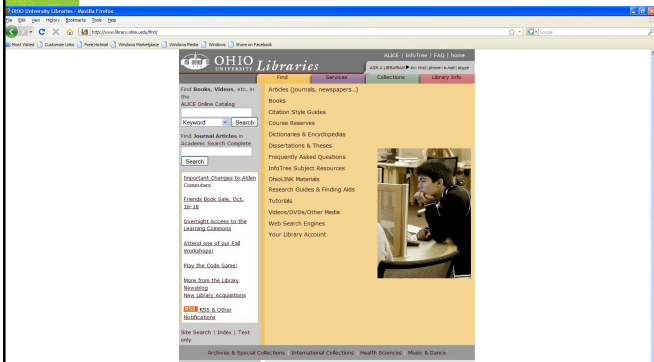 OHIO University Libraries - Mozilla Firefox
File Edit View History Bookmarks Tools Help
http://www.library.ohiou.edu/find/
Google
Most Visited Customize Links Free Hotmail Windows Marketplace Windows Media Windows Share on Facebook
OHIO
UNIVERSITY
Libraries
ALICE | InfoTree | FAQ | home
ASK A LIBRARIAN ▶ im/chat | phone | e-mail | skype
Find Services Collections Library Info
Find Books, Videos, etc. in
the
ALICE Online Catalog
Keyword Search
Find Journal Articles in
Academic Search Complete
Search
Important Changes to Alden
Computers
Friends Book Sale, Oct.
16-18
Overnight Access to the
Learning Commons
Attend one of our Fall
Workshops!
Play the Code Game!
More from the Library
Newsblog
New Library Acquisitions
RSS RSS & Other
Notifications
Site Search | Index | Text
only
Articles (journals, newspapers...)
Books
Citation Style Guides
Course Reserves
Dictionaries & Encyclopedias
Dissertations & Theses
Frequently Asked Questions
InfoTree Subject Resources
OhioLINK Materials
Research Guides & Finding Aids
Tutorials
Videos/DVDs/Other Media
Web Search Engines
Your Library Account
Archives & Special Collections International Collections Health Sciences Music & Dance